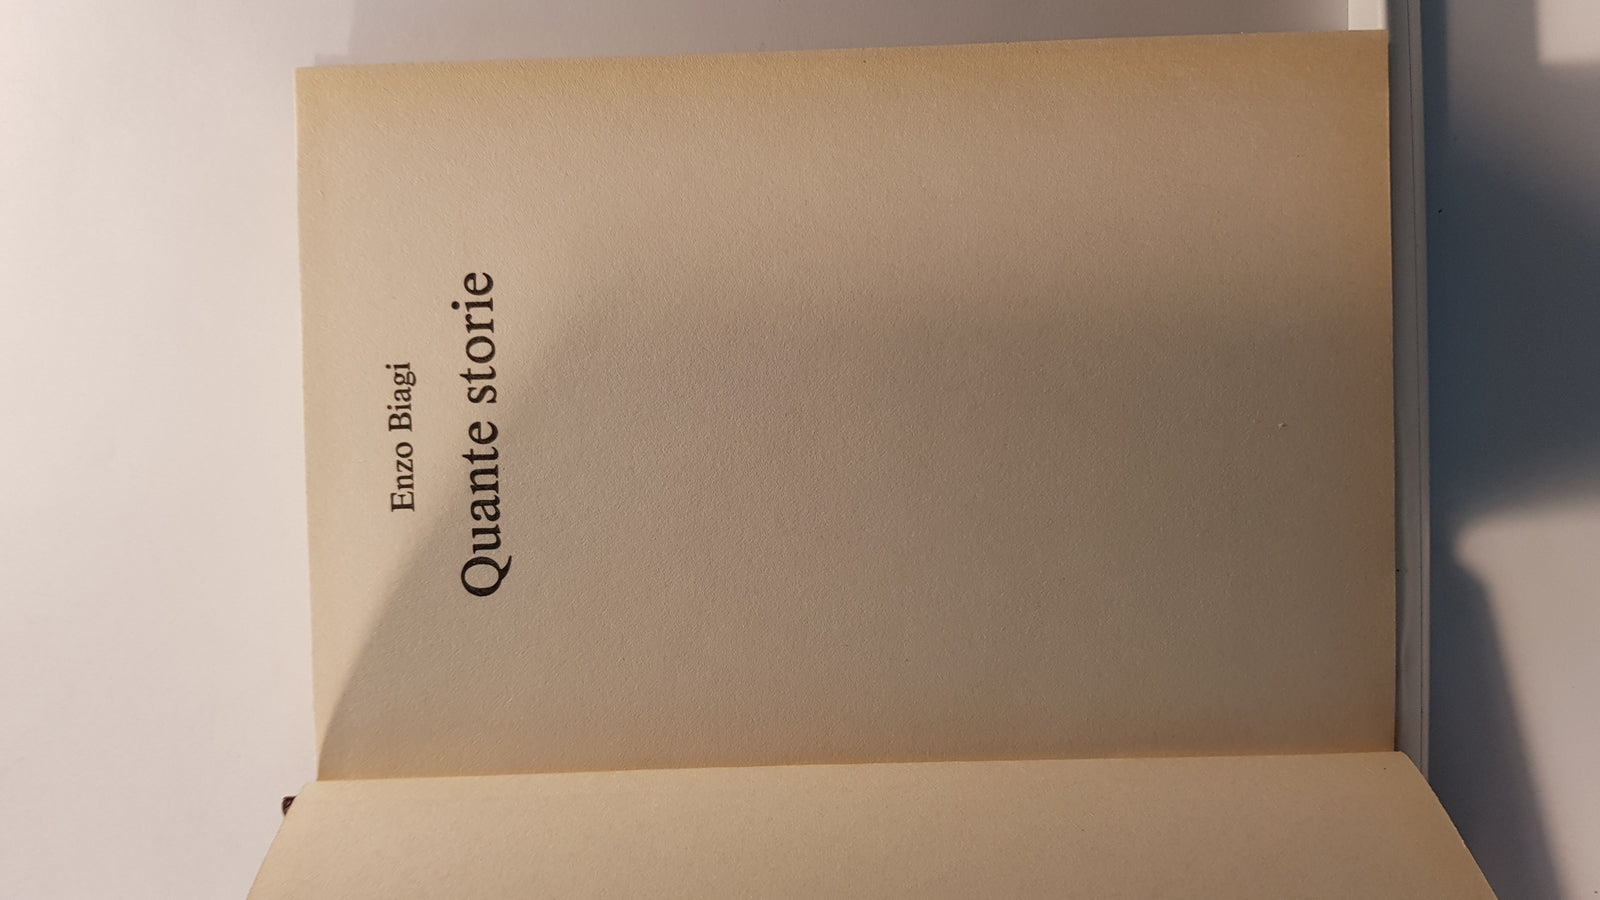 Enzo Biagi
Quante storie